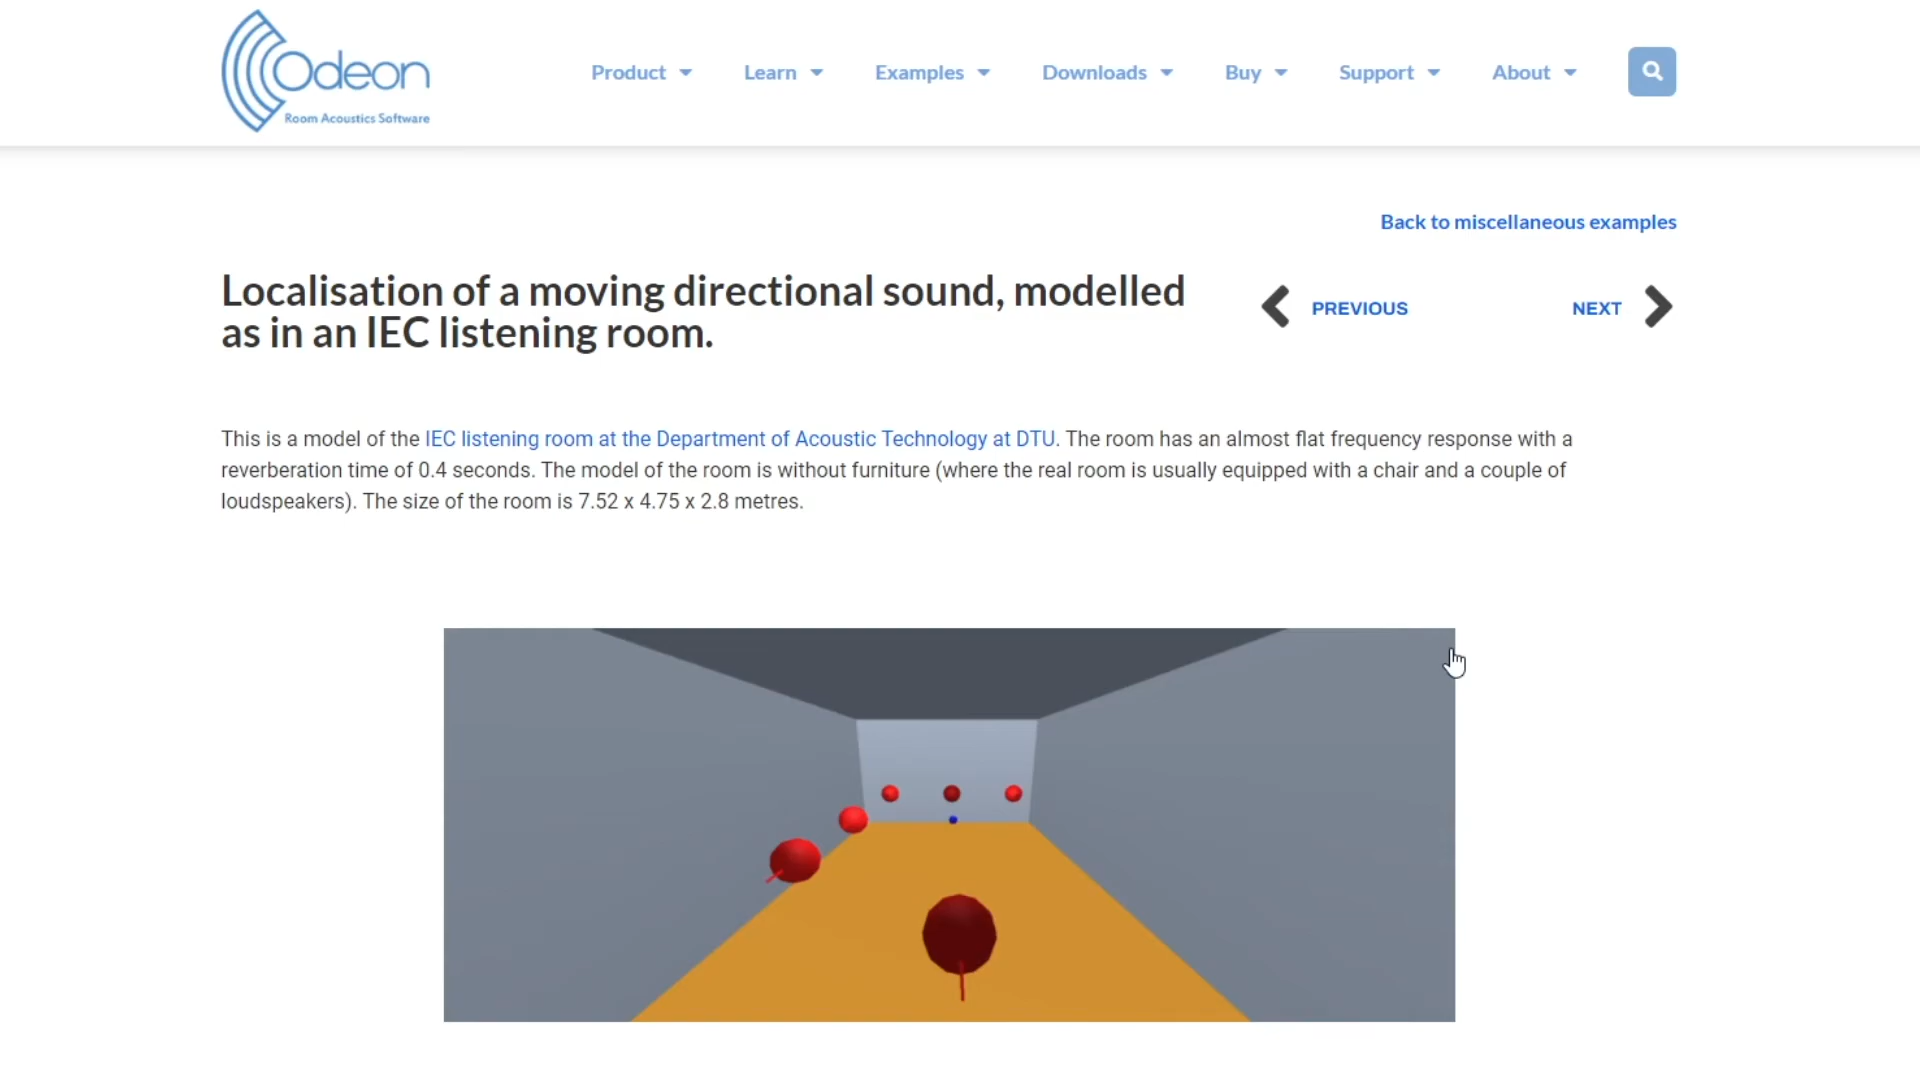 Odeon
Room Acoustics Software
Product
Learn
Examples
Downloads
Buy
Support
About
Back to miscellaneous examples
Localisation of a moving directional sound, modelled
as in an IEC listening room.
PREVIOUS
NEXT
This is a model of the IEC listening room at the Department of Acoustic Technology at DTU. The room has an almost flat frequency response with a
reverberation time of 0.4 seconds. The model of the room is without furniture (where the real room is usually equipped with a chair and a couple of
loudspeakers). The size of the room is 7.52 x 4.75 x 2.8 metres.